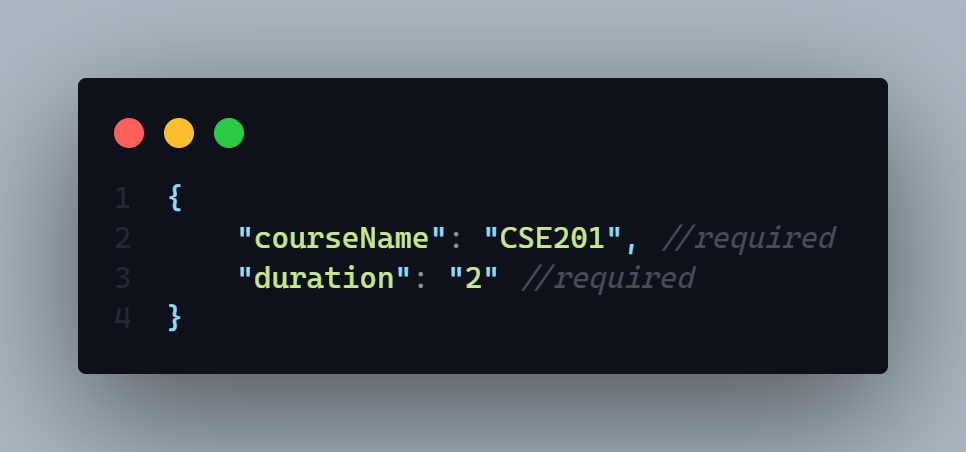 1 {
2 "courseName": "CSE201", //required
3 "duration": "2" //required
4 }